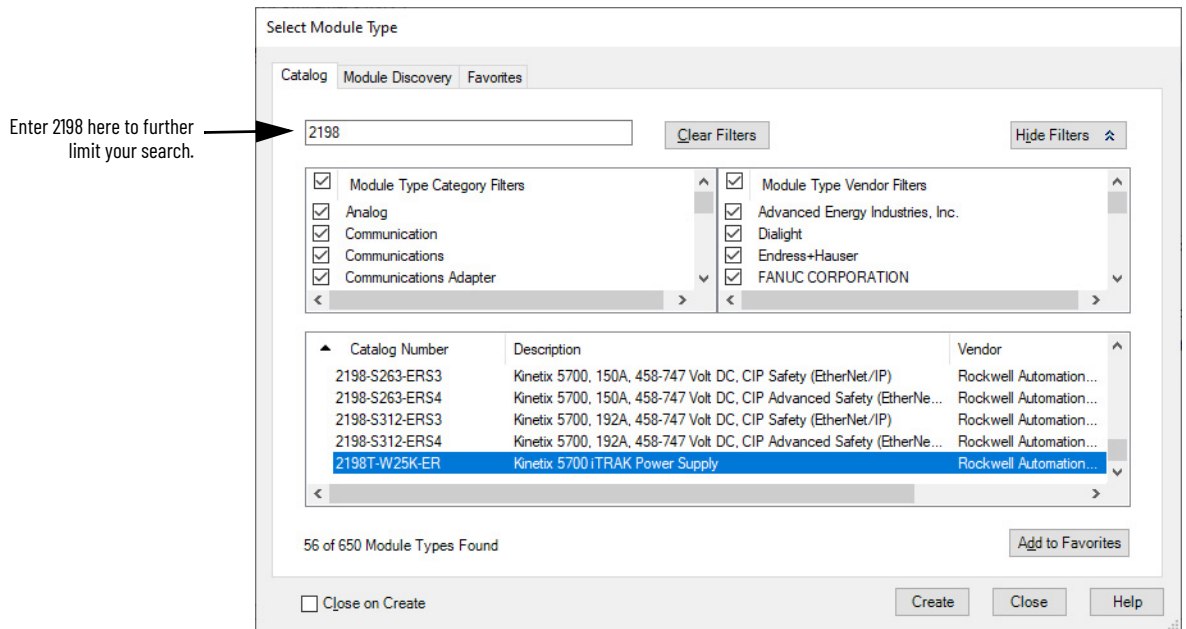 Select Module Type
Catalog Module Discovery Favorites
Enter 2198 here to further
limit your search.
2198
Clear Filters
Hide Filters
Module Type Category Filters
Analog
Communication
Communications
Communications Adapter
Module Type Vendor Filters
Advanced Energy Industries, Inc.
Dialight
Endress+Hauser
FANUC CORPORATION
Catalog Number Description Vendor
2198-S263-ERS3 Kinetix 5700, 150A, 458-747 Volt DC, CIP Safety (EtherNet/IP) Rockwell Automation...
2198-S263-ERS4 Kinetix 5700, 150A, 458-747 Volt DC, CIP Advanced Safety (EtherNe... Rockwell Automation...
2198-S312-ERS3 Kinetix 5700, 192A, 458-747 Volt DC, CIP Safety (EtherNet/IP) Rockwell Automation...
2198-S312-ERS4 Kinetix 5700, 192A, 458-747 Volt DC, CIP Advanced Safety (EtherNe... Rockwell Automation...
2198T-W25K-ER Kinetix 5700 iTRAK Power Supply Rockwell Automation...
56 of 650 Module Types Found
Add to Favorites
Close on Create
Create Close Help